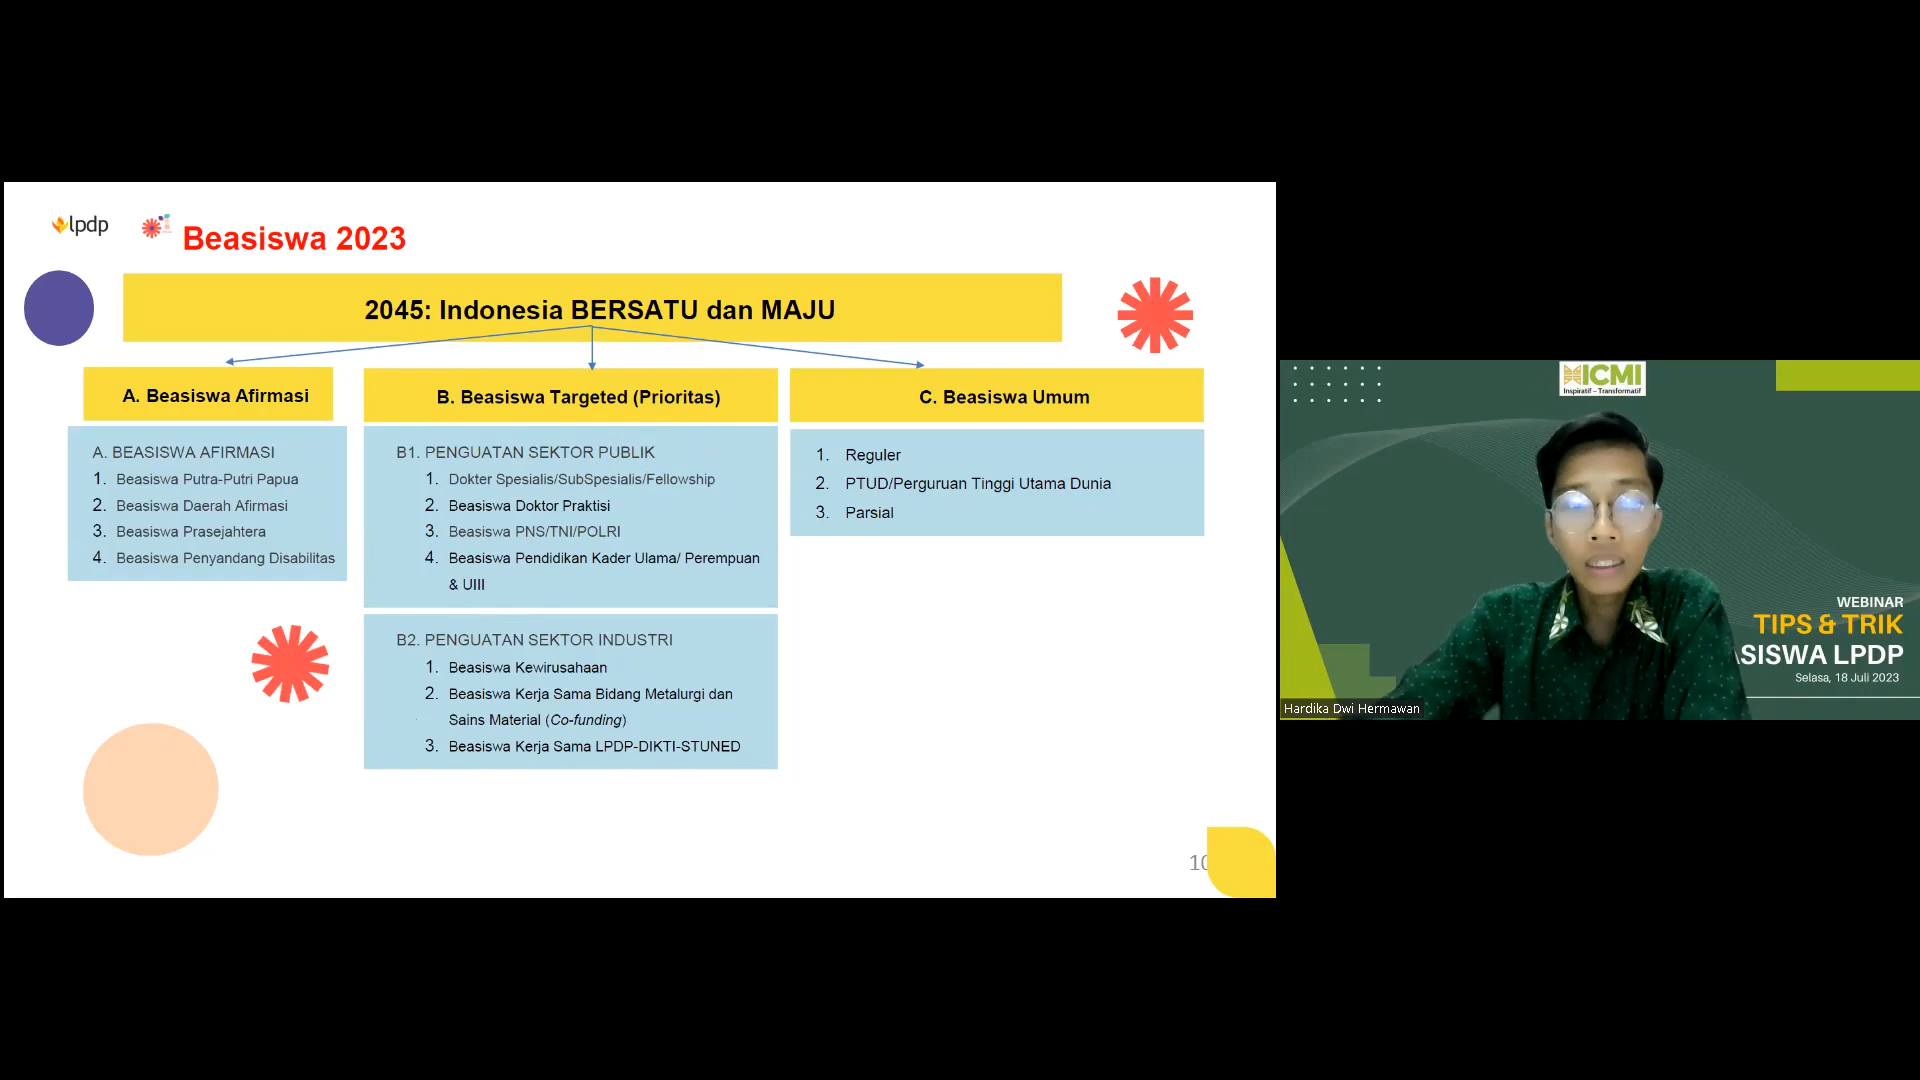 lpdp
Beasiswa 2023
2045: Indonesia BERSATU dan MAJU
A. Beasiswa Afirmasi
A. BEASISWA AFIRMASI
1. Beasiswa Putra-Putri Papua
2. Beasiswa Daerah Afirmasi
3. Beasiswa Prasejahtera
4. Beasiswa Penyandang Disabilitas
B. Beasiswa Targeted (Prioritas)
B1. PENGUATAN SEKTOR PUBLIK
1. Dokter Spesialis/SubSpesialis/Fellowship
2. Beasiswa Doktor Praktisi
3. Beasiswa PNS/TNI/POLRI
4. Beasiswa Pendidikan Kader Ulama/ Perempuan
& UIII
B2. PENGUATAN SEKTOR INDUSTRI
1. Beasiswa Kewirusahaan
2. Beasiswa Kerja Sama Bidang Metalurgi dan
Sains Material (Co-funding)
3. Beasiswa Kerja Sama LPDP-DIKTI-STUNED
C. Beasiswa Umum
1. Reguler
2. PTUD/Perguruan Tinggi Utama Dunia
3. Parsial
10
ICMI
Inspiratif – Transformatif
WEBINAR
TIPS & TRIK
ASISWA LPDP
Selasa, 18 Juli 2023
Hardika Dwi Hermawan